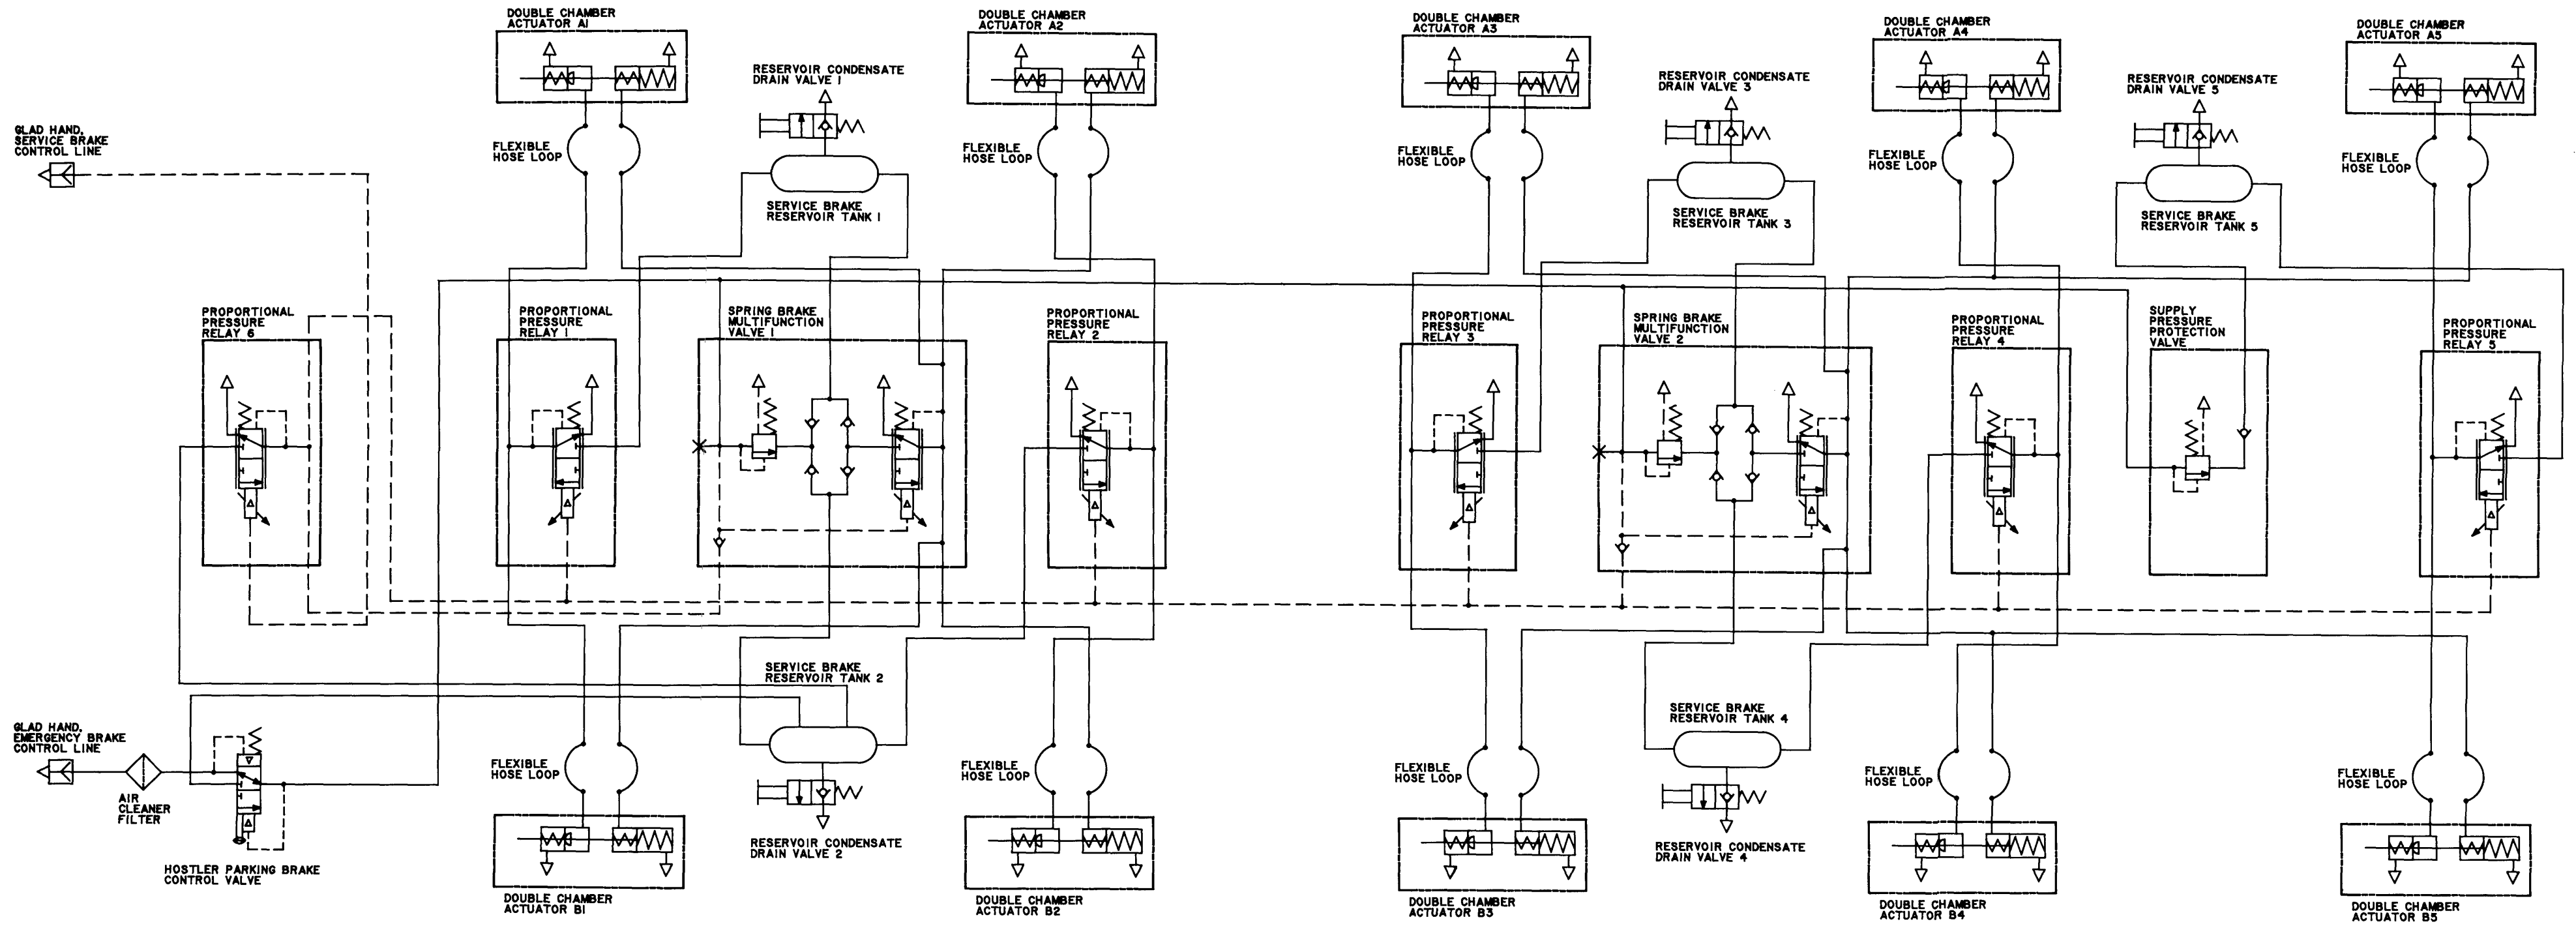 DOUBLE CHAMBER
ACTUATOR A1
DOUBLE CHAMBER
ACTUATOR A2
DOUBLE CHAMBER
ACTUATOR A3
DOUBLE CHAMBER
ACTUATOR A4
DOUBLE CHAMBER
ACTUATOR A5
RESERVOIR CONDENSATE
DRAIN VALVE 1
RESERVOIR CONDENSATE
DRAIN VALVE 3
RESERVOIR CONDENSATE
DRAIN VALVE 5
GLAD HAND,
SERVICE BRAKE
CONTROL LINE
FLEXIBLE
HOSE LOOP
FLEXIBLE
HOSE LOOP
FLEXIBLE
HOSE LOOP
FLEXIBLE
HOSE LOOP
FLEXIBLE
HOSE LOOP
SERVICE BRAKE
RESERVOIR TANK 1
SERVICE BRAKE
RESERVOIR TANK 3
SERVICE BRAKE
RESERVOIR TANK 5
PROPORTIONAL
PRESSURE
RELAY 6
PROPORTIONAL
PRESSURE
RELAY 1
SPRING BRAKE
MULTIFUNCTION
VALVE 1
PROPORTIONAL
PRESSURE
RELAY 2
PROPORTIONAL
PRESSURE
RELAY 3
SPRING BRAKE
MULTIFUNCTION
VALVE 2
PROPORTIONAL
PRESSURE
RELAY 4
SUPPLY
PRESSURE
PROTECTION
VALVE
PROPORTIONAL
PRESSURE
RELAY 5
SERVICE BRAKE
RESERVOIR TANK 2
SERVICE BRAKE
RESERVOIR TANK 4
GLAD HAND,
EMERGENCY BRAKE
CONTROL LINE
AIR
CLEANER
FILTER
FLEXIBLE
HOSE LOOP
FLEXIBLE
HOSE LOOP
FLEXIBLE
HOSE LOOP
FLEXIBLE
HOSE LOOP
FLEXIBLE
HOSE LOOP
HOSTLER PARKING BRAKE
CONTROL VALVE
RESERVOIR CONDENSATE
DRAIN VALVE 2
RESERVOIR CONDENSATE
DRAIN VALVE 4
DOUBLE CHAMBER
ACTUATOR B1
DOUBLE CHAMBER
ACTUATOR B2
DOUBLE CHAMBER
ACTUATOR B3
DOUBLE CHAMBER
ACTUATOR B4
DOUBLE CHAMBER
ACTUATOR B5